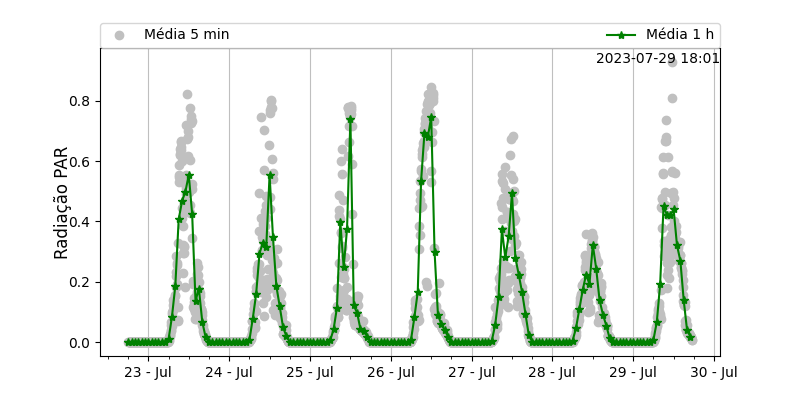 Média 5 min
Média 1 h
2023-07-29 18:01
Radiação PAR
0.8
0.6
0.4
0.2
0.0
23 - Jul
24 - Jul
25 - Jul
26 - Jul
27 - Jul
28 - Jul
29 - Jul
30 - Jul